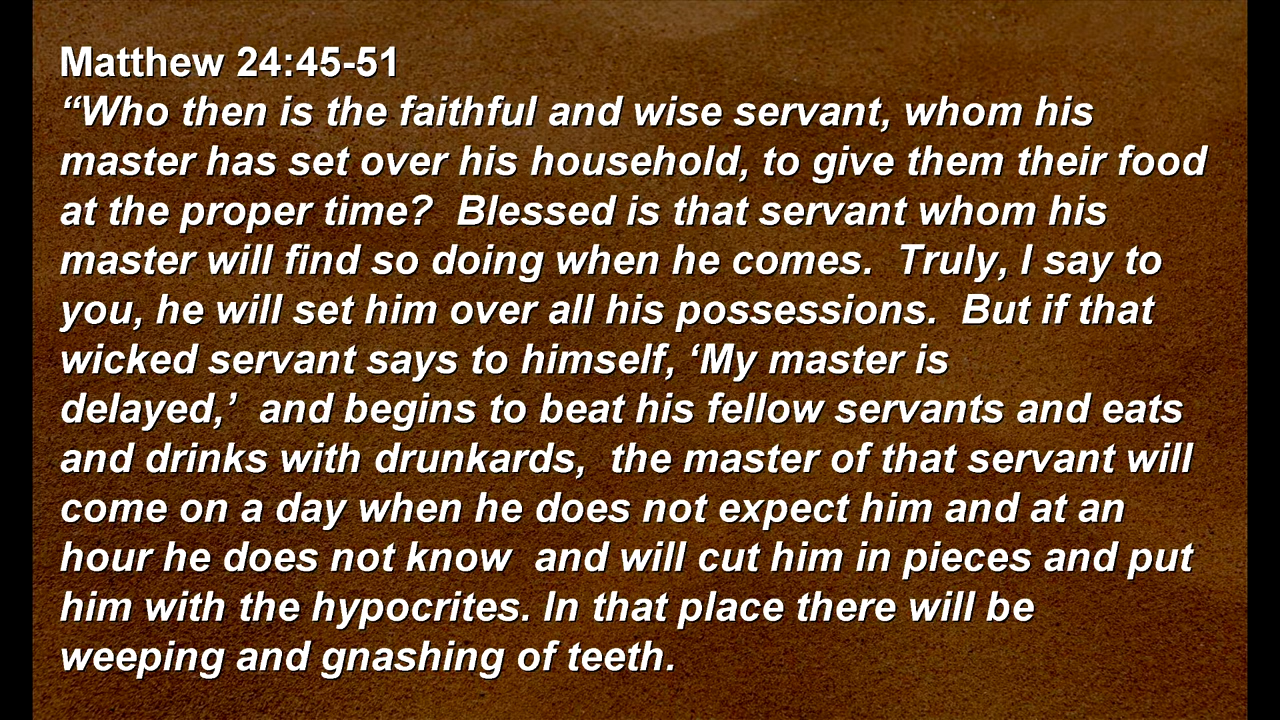 Matthew 24:45-51
“Who then is the faithful and wise servant, whom his
master has set over his household, to give them their food
at the proper time?  Blessed is that servant whom his
master will find so doing when he comes.  Truly, I say to
you, he will set him over all his possessions.  But if that
wicked servant says to himself, ‘My master is
delayed,’  and begins to beat his fellow servants and eats
and drinks with drunkards,  the master of that servant will
come on a day when he does not expect him and at an
hour he does not know  and will cut him in pieces and put
him with the hypocrites. In that place there will be
weeping and gnashing of teeth.